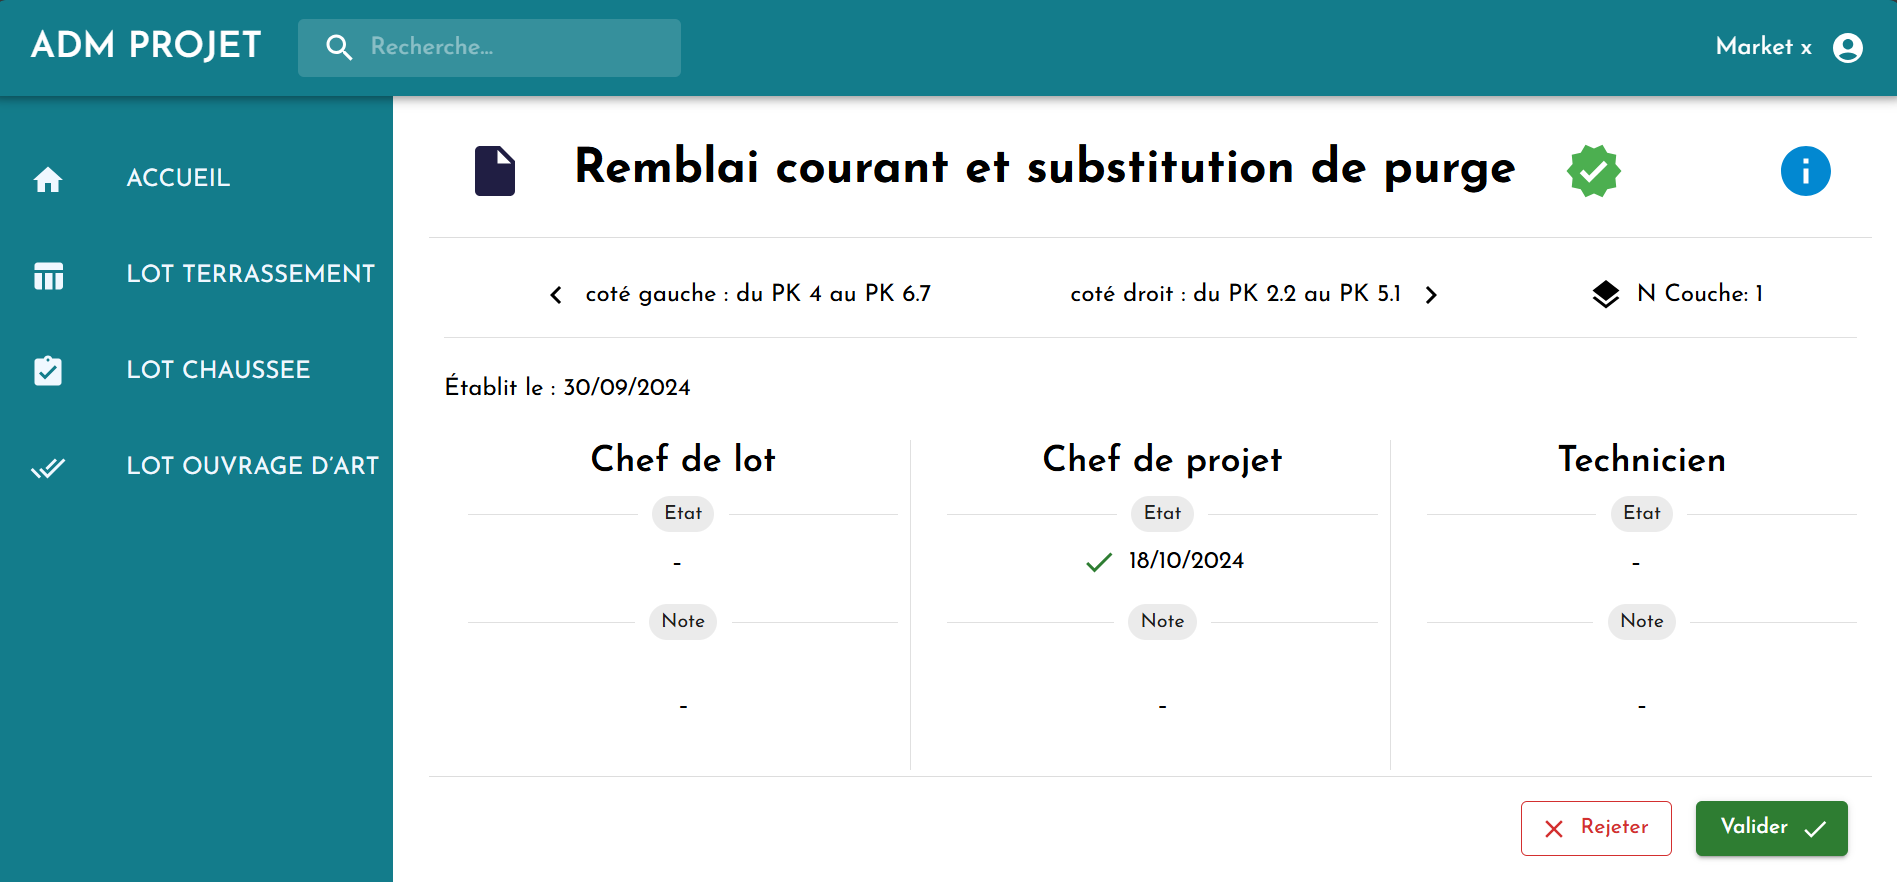 ADM PROJET
Recherche...
Market x
ACCUEIL
LOT TERRASSEMENT
LOT CHAUSSEE
LOT OUVRAGE D'ART
Remblai courant et substitution de purge
coté gauche : du PK 4 au PK 6.7
coté droit : du PK 2.2 au PK 5.1
N Couche: 1
Établit le : 30/09/2024
Chef de lot
Etat
-
Note
-
Chef de projet
Etat
18/10/2024
Note
-
Technicien
Etat
-
Note
-
Rejeter
Valider